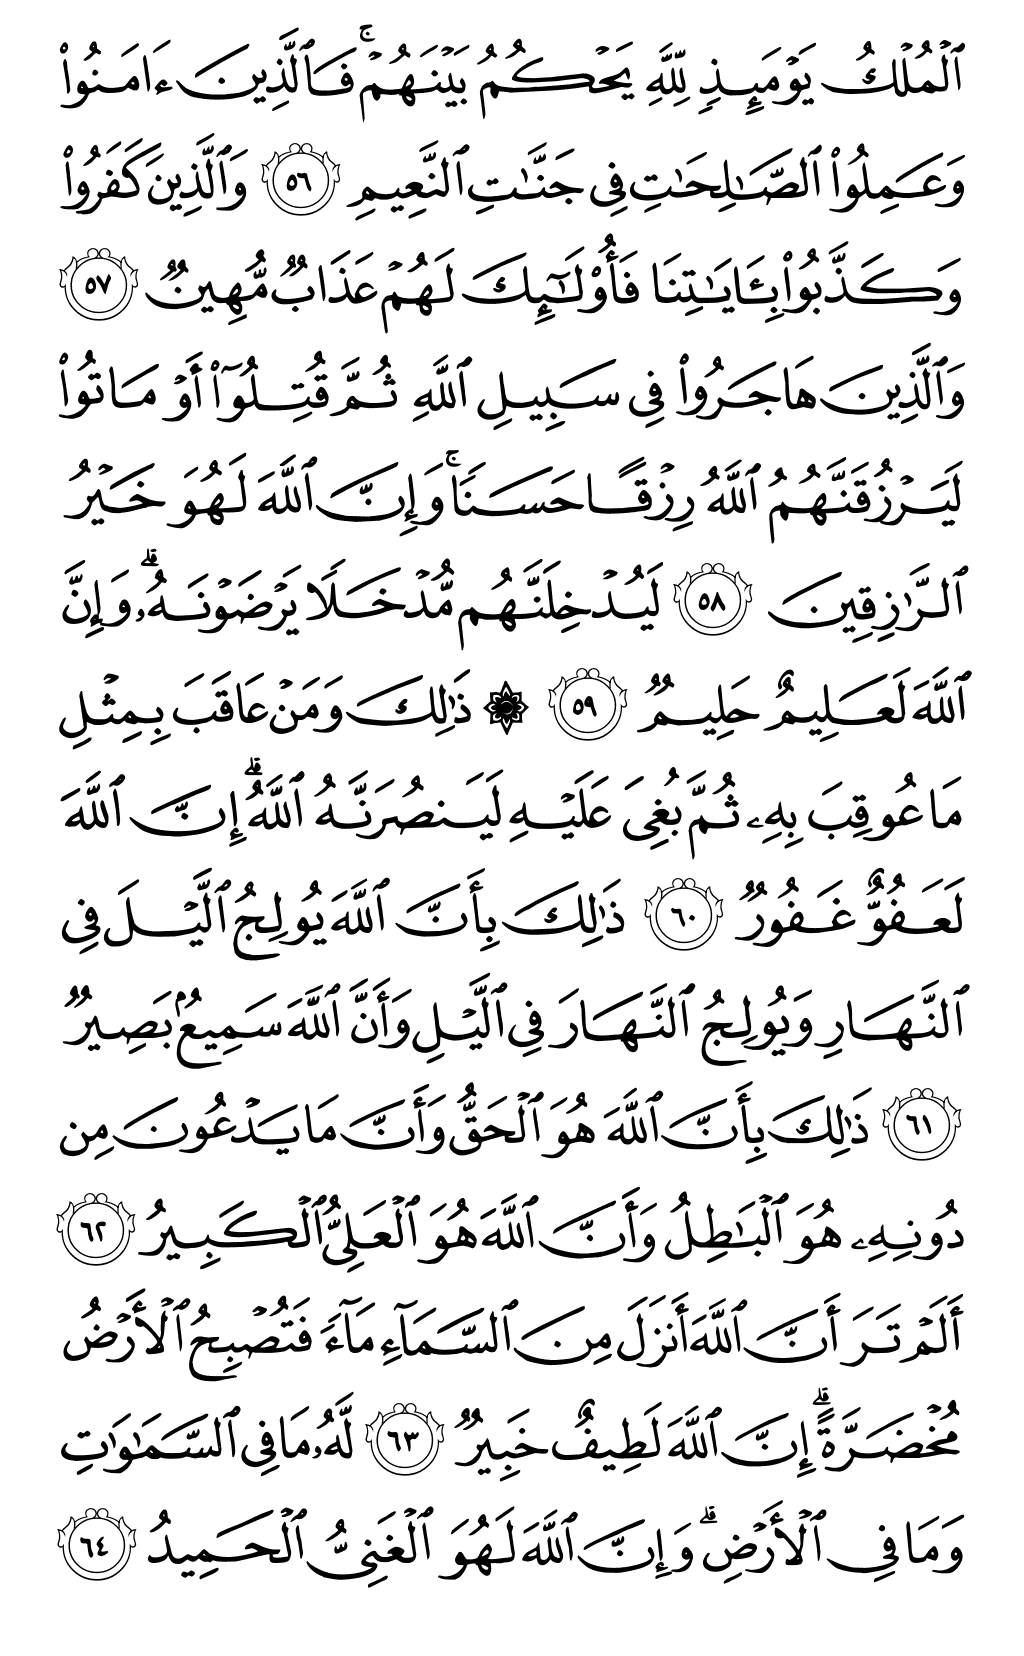 ٱلْمُلْكُ يَوْمَئِذٍ لِّلَّهِ يَحْكُمُ بَيْنَهُمْ ۚ فَٱلَّذِينَ ءَامَنُوا۟
وَعَمِلُوا۟ ٱلصَّـٰلِحَـٰتِ فِى جَنَّـٰتِ ٱلنَّعِيمِ ٥٦ وَٱلَّذِينَ كَفَرُوا۟
وَكَذَّبُوا۟ بِـَٔايَـٰتِنَا فَأُو۟لَـٰٓئِكَ لَهُمْ عَذَابٌ مُّهِينٌ ٥٧
وَٱلَّذِينَ هَاجَرُوا۟ فِى سَبِيلِ ٱللَّهِ ثُمَّ قُتِلُوٓا۟ أَوْ مَاتُوا۟
لَيَرْزُقَنَّهُمُ ٱللَّهُ رِزْقًا حَسَنًا ۚ وَإِنَّ ٱللَّهَ لَهُوَ خَيْرُ
ٱلرَّٰزِقِينَ ٥٨ لَيُدْخِلَنَّهُم مُّدْخَلًا يَرْضَوْنَهُۥ ۗ وَإِنَّ
ٱللَّهَ لَعَلِيمٌ حَلِيمٌ ٥٩ ۞ ذَٰلِكَ وَمَنْ عَاقَبَ بِمِثْلِ
مَا عُوقِبَ بِهِۦ ثُمَّ بُغِىَ عَلَيْهِ لَيَنصُرَنَّهُ ٱللَّهُ ۗ إِنَّ ٱللَّهَ
لَعَفُوٌّ غَفُورٌ ٦٠ ذَٰلِكَ بِأَنَّ ٱللَّهَ يُولِجُ ٱلَّيْلَ فِى
ٱلنَّهَارِ وَيُولِجُ ٱلنَّهَارَ فِى ٱلَّيْلِ وَأَنَّ ٱللَّهَ سَمِيعٌۢ بَصِيرٌ
٦١ ذَٰلِكَ بِأَنَّ ٱللَّهَ هُوَ ٱلْحَقُّ وَأَنَّ مَا يَدْعُونَ مِن
دُونِهِۦ هُوَ ٱلْبَـٰطِلُ وَأَنَّ ٱللَّهَ هُوَ ٱلْعَلِىُّ ٱلْكَبِيرُ ٦٢
أَلَمْ تَرَ أَنَّ ٱللَّهَ أَنزَلَ مِنَ ٱلسَّمَآءِ مَآءً فَتُصْبِحُ ٱلْأَرْضُ
مُخْضَرَّةً ۗ إِنَّ ٱللَّهَ لَطِيفٌ خَبِيرٌ ٦٣ لَّهُۥ مَا فِى ٱلسَّمَـٰوَٰتِ
وَمَا فِى ٱلْأَرْضِ ۗ وَإِنَّ ٱللَّهَ لَهُوَ ٱلْغَنِىُّ ٱلْحَمِيدُ ٦٤